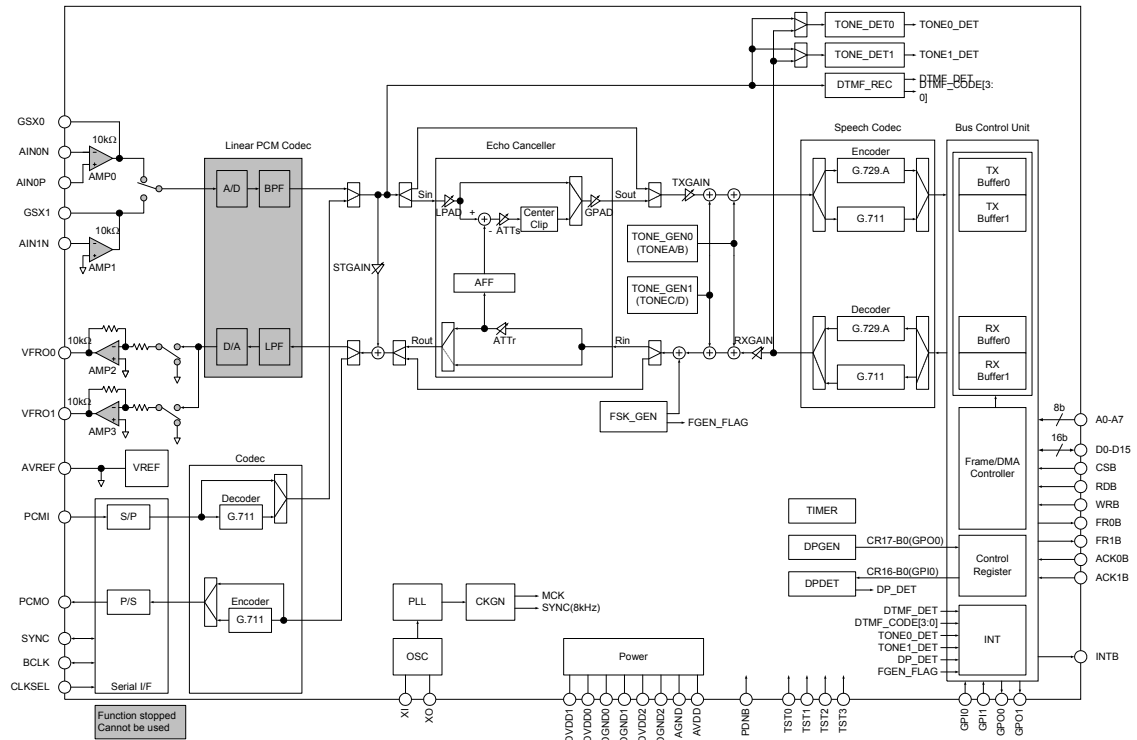 TONE_DET0
TONE0_DET
TONE_DET1
TONE1_DET
DTMF_REC
DTMF_DET
DTMF_CODE[3:
0]
GSX0
10kΩ
AIN0N
AIN0P
AMP0
GSX1
10kΩ
AIN1N
AMP1
Linear PCM Codec
A/D
BPF
D/A
LPF
VFRO0
10kΩ
AMP2
VFRO1
10kΩ
AMP3
STGAIN
Echo Canceller
Sin
LPAD
+
-
ATTs
Center
Clip
GPAD
Sout
AFF
Rout
ATTr
Rin
TXGAIN
TONE_GEN0
(TONEA/B)
TONE_GEN1
(TONEC/D)
RXGAIN
FSK_GEN
FGEN_FLAG
Speech Codec
Encoder
G.729.A
G.711
Decoder
G.729.A
G.711
Bus Control Unit
TX
Buffer0
TX
Buffer1
RX
Buffer0
RX
Buffer1
Frame/DMA
Controller
8b
A0-A7
16b
D0-D15
CSB
RDB
WRB
FR0B
FR1B
ACK0B
ACK1B
AVREF
VREF
PCMI
S/P
Codec
Decoder
G.711
PCMO
P/S
Encoder
G.711
SYNC
BCLK
CLKSEL
Serial I/F
PLL
CKGN
MCK
SYNC(8kHz)
OSC
XI
XO
Power
DVDD1
DVDD0
DGND0
DGND1
DVDD2
DGND2
AGND
AVDD
PDNB
TST0
TST1
TST2
TST3
TIMER
DPGEN
CR17-B0(GPO0)
DPDET
CR16-B0(GPI0)
DP_DET
Control
Register
DTMF_DET
DTMF_CODE[3:0]
TONE0_DET
TONE1_DET
DP_DET
FGEN_FLAG
INT
INTB
GPI0
GPI1
GPO0
GPO1
Function stopped
Cannot be used